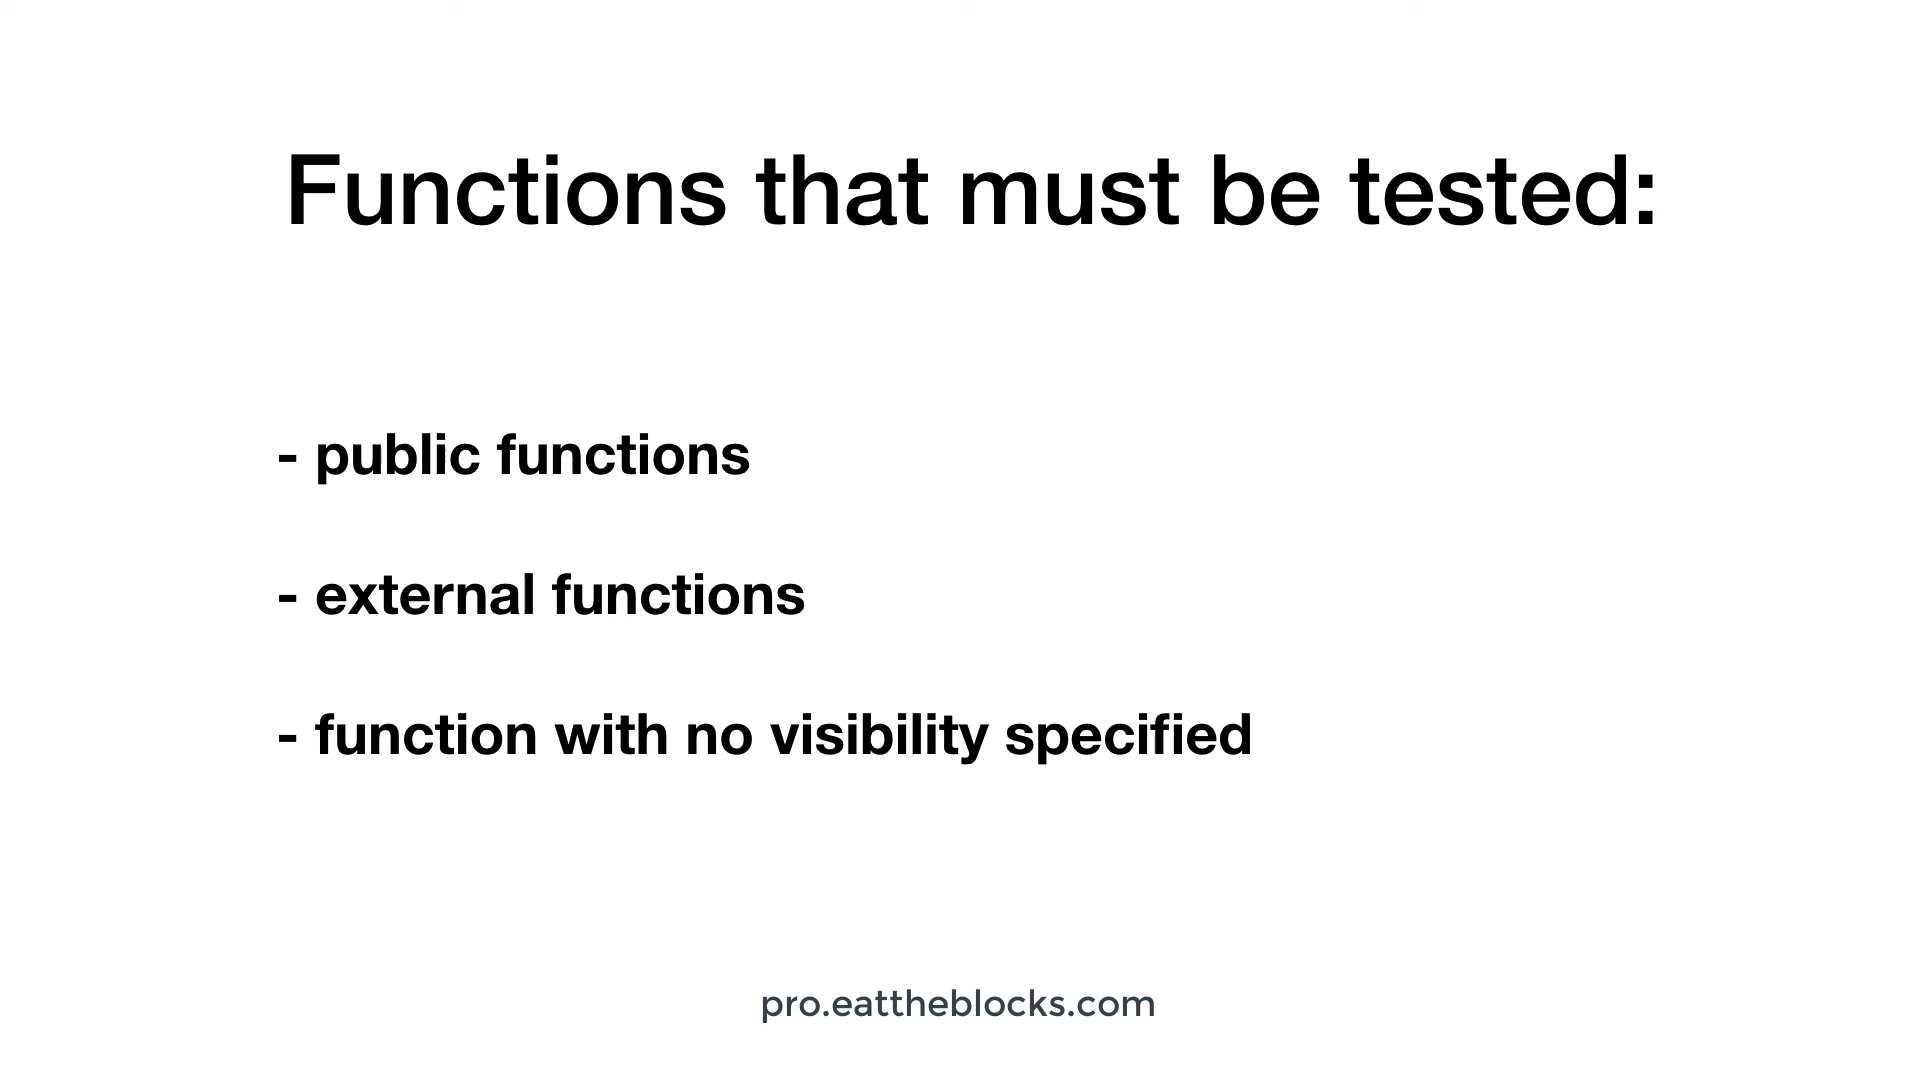 Functions that must be tested:
- public functions
- external functions
- function with no visibility specified
pro.eattheblocks.com